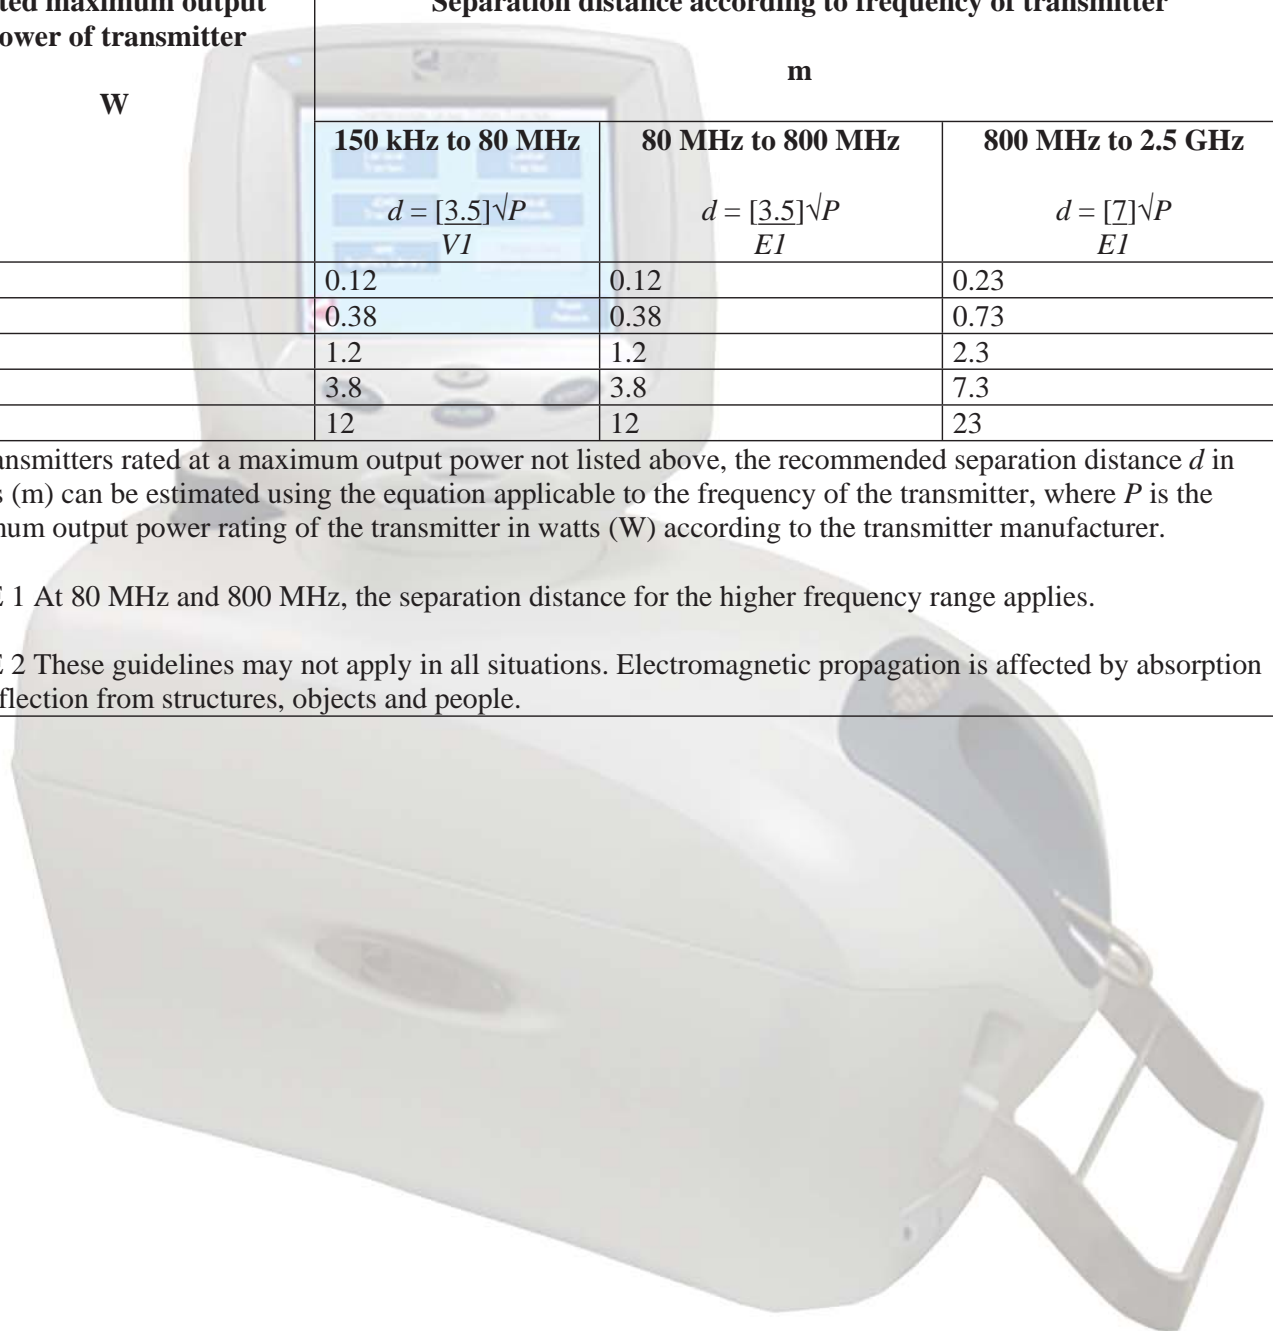 ted maximum output
ower of transmitter
W
Separation distance according to frequency of transmitter
m
150 kHz to 80 MHz
80 MHz to 800 MHz
800 MHz to 2.5 GHz
d = [3.5]√P
V1
d = [3.5]√P
E1
d = [7]√P
E1
0.12 0.12 0.23
0.38 0.38 0.73
1.2 1.2 2.3
3.8 3.8 7.3
12 12 23
ansmitters rated at a maximum output power not listed above, the recommended separation distance d in
s (m) can be estimated using the equation applicable to the frequency of the transmitter, where P is the
num output power rating of the transmitter in watts (W) according to the transmitter manufacturer.
E 1 At 80 MHz and 800 MHz, the separation distance for the higher frequency range applies.
E 2 These guidelines may not apply in all situations. Electromagnetic propagation is affected by absorption
flection from structures, objects and people.